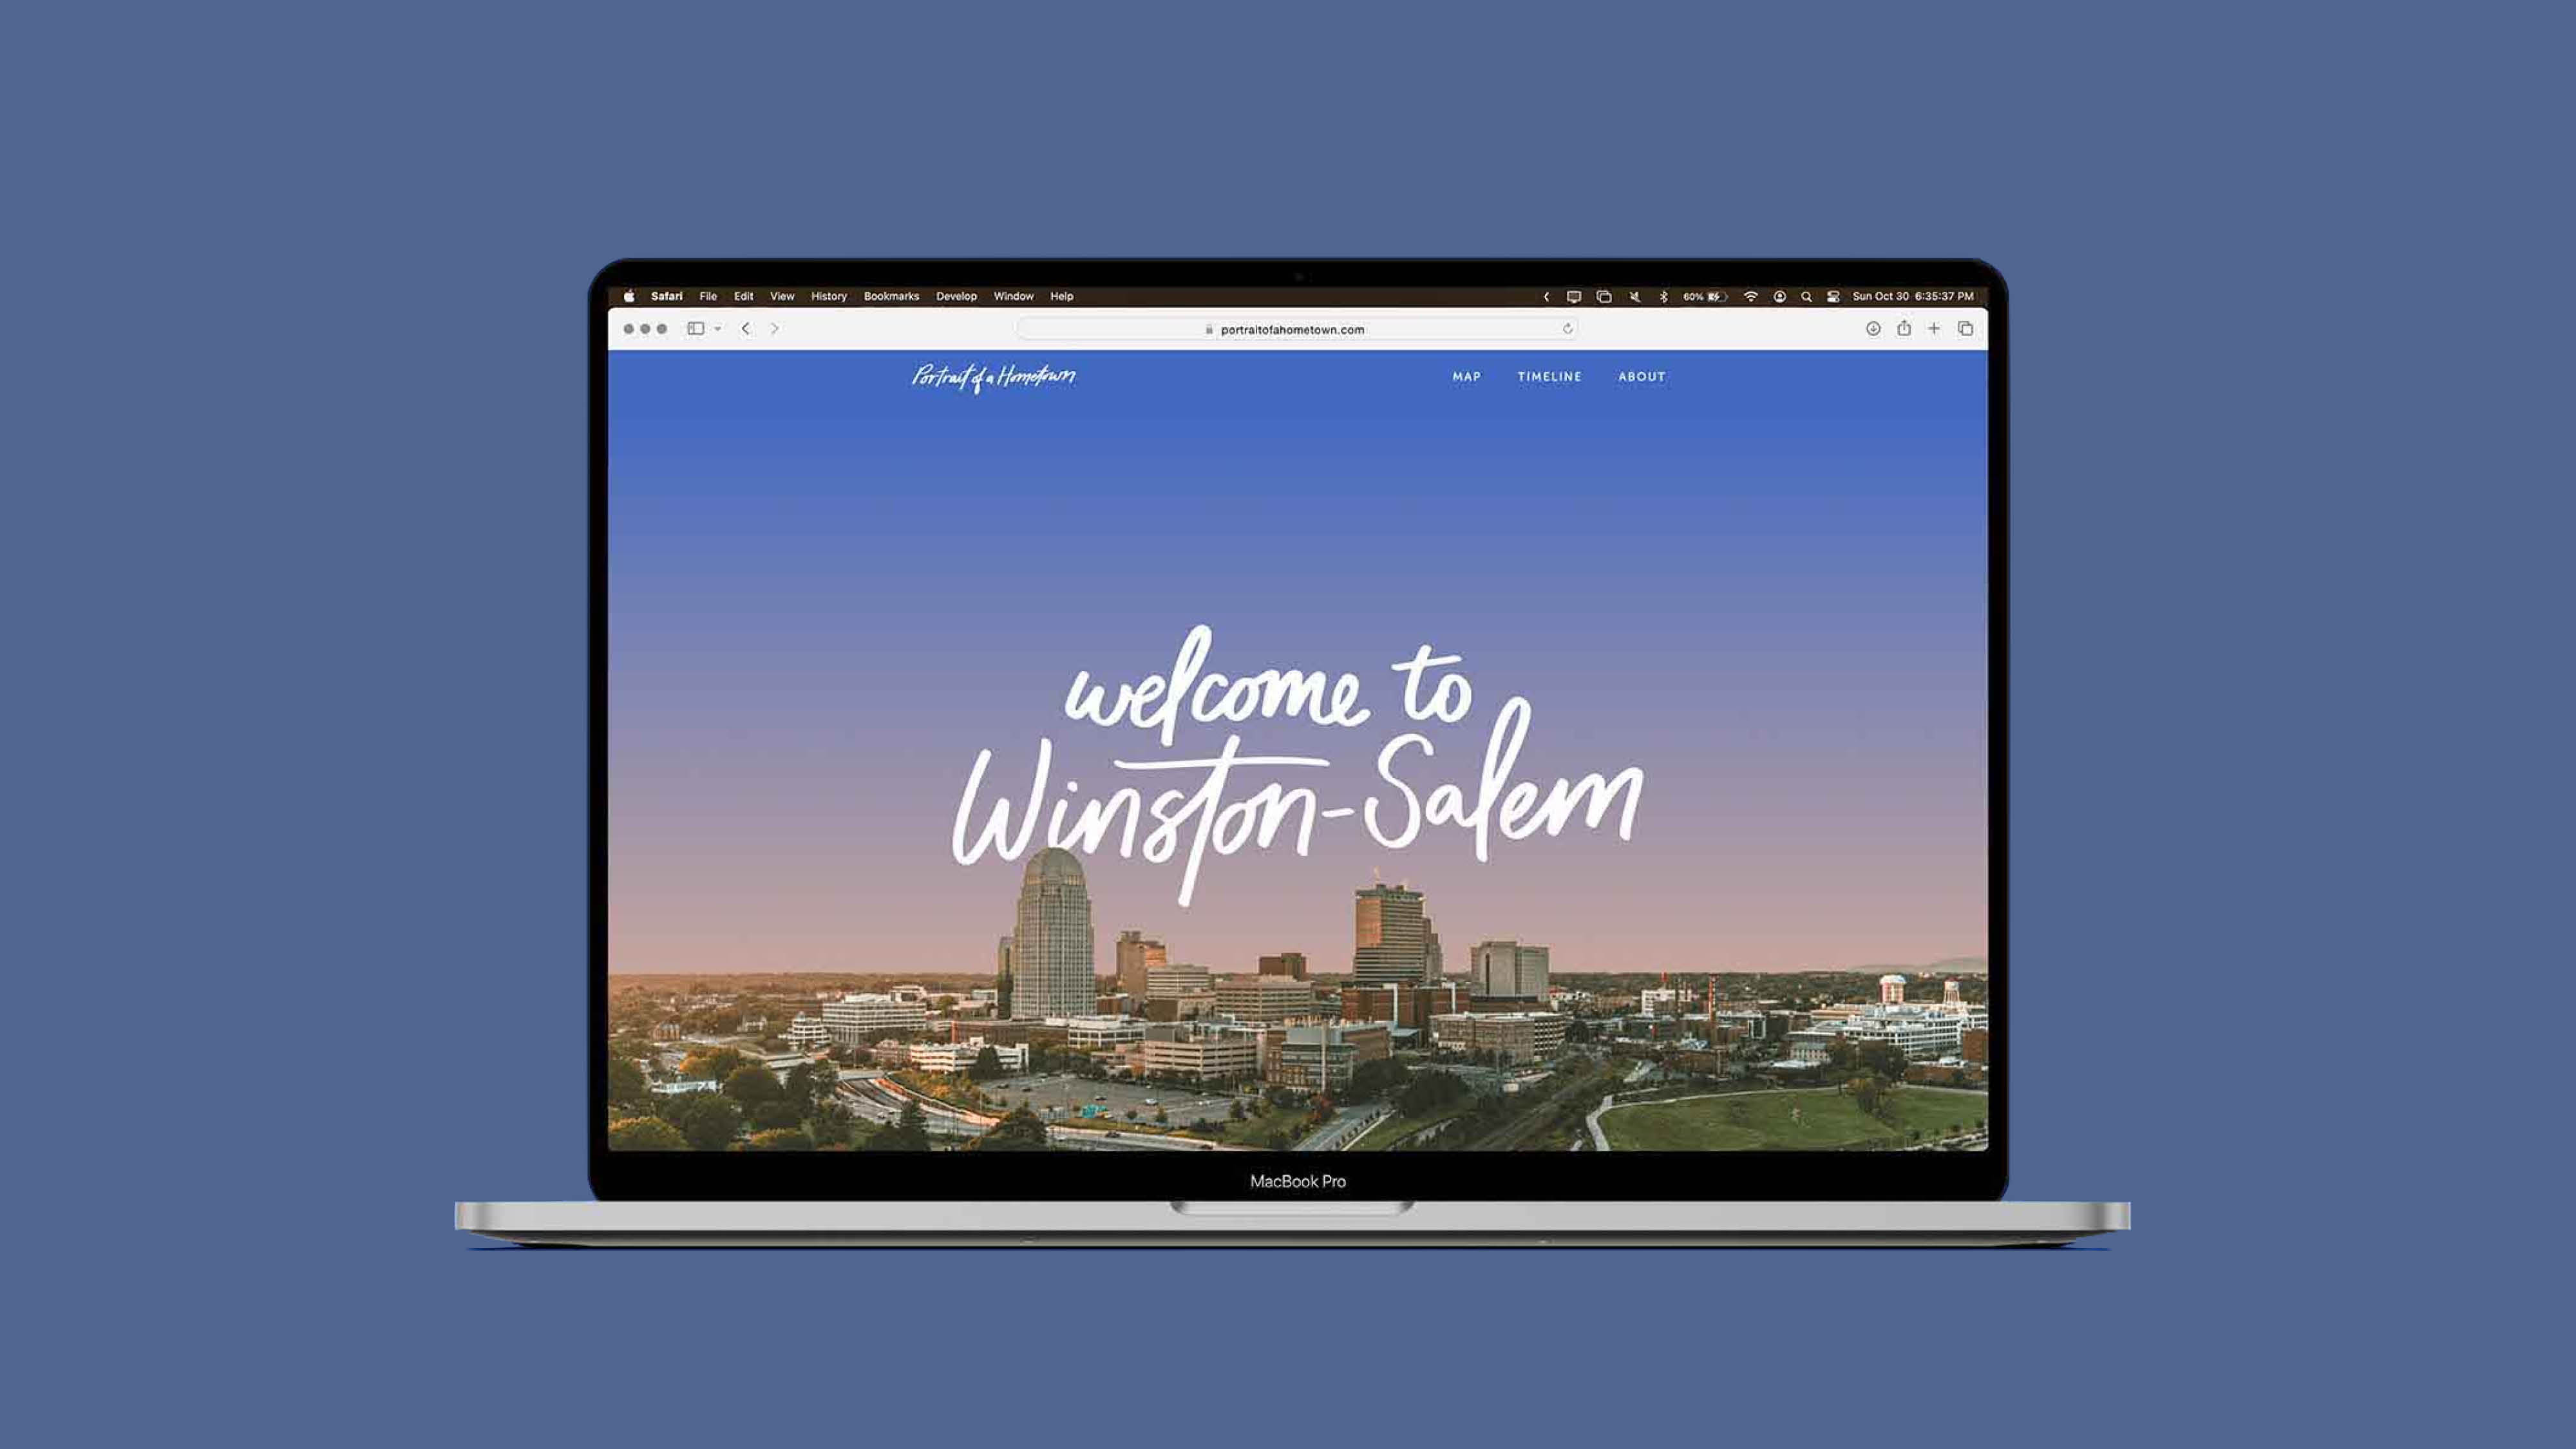 Safari File Edit View History Bookmarks Develop Window Help 60% Sun Oct 30 6:35:37 PM
portraitofahometown.com
Portrait of a Hometown MAP TIMELINE ABOUT
welcome to
Winston-Salem
MacBook Pro